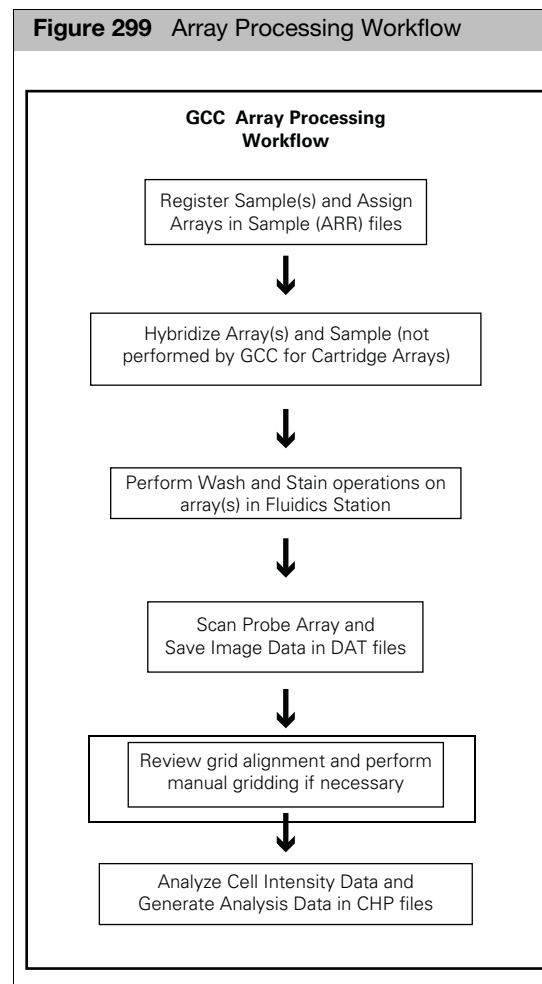 Figure 299 Array Processing Workflow
GCC Array Processing
Workflow
Register Sample(s) and Assign
Arrays in Sample (ARR) files
Hybridize Array(s) and Sample (not
performed by GCC for Cartridge Arrays)
Perform Wash and Stain operations on
array(s) in Fluidics Station
Scan Probe Array and
Save Image Data in DAT files
Review grid alignment and perform
manual gridding if necessary
Analyze Cell Intensity Data and
Generate Analysis Data in CHP files